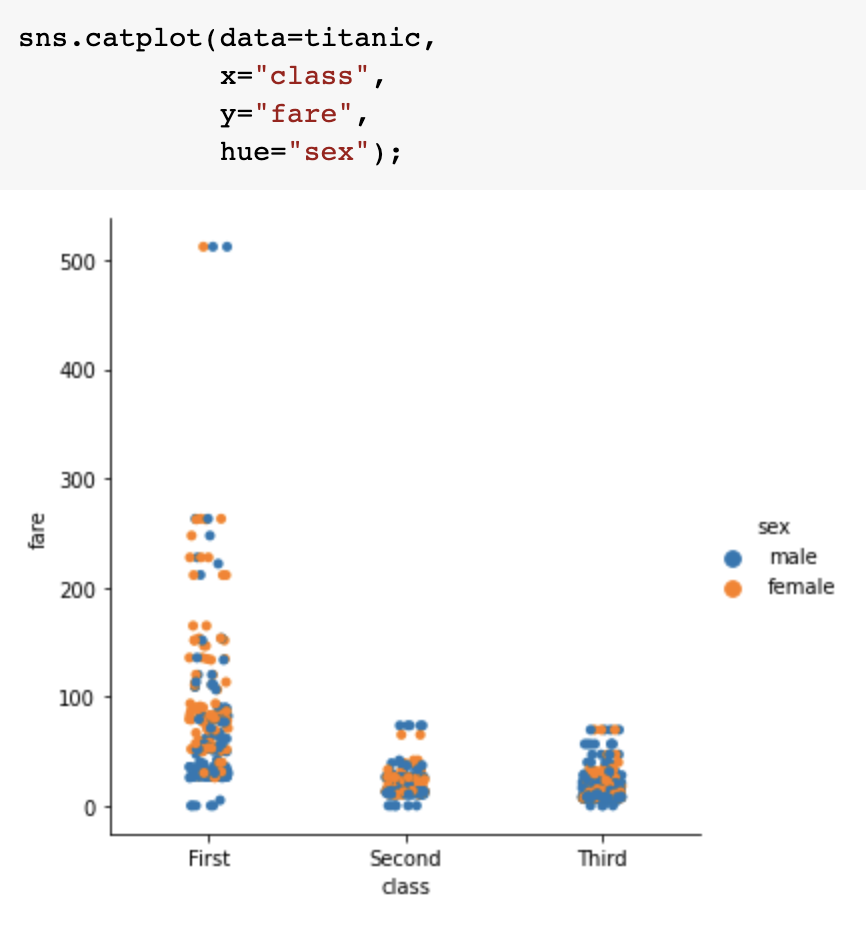 sns.catplot(data=titanic,
x="class",
y="fare",
hue="sex");
500
400
300
200
100
0
fare
First Second Third
class
sex
male
female